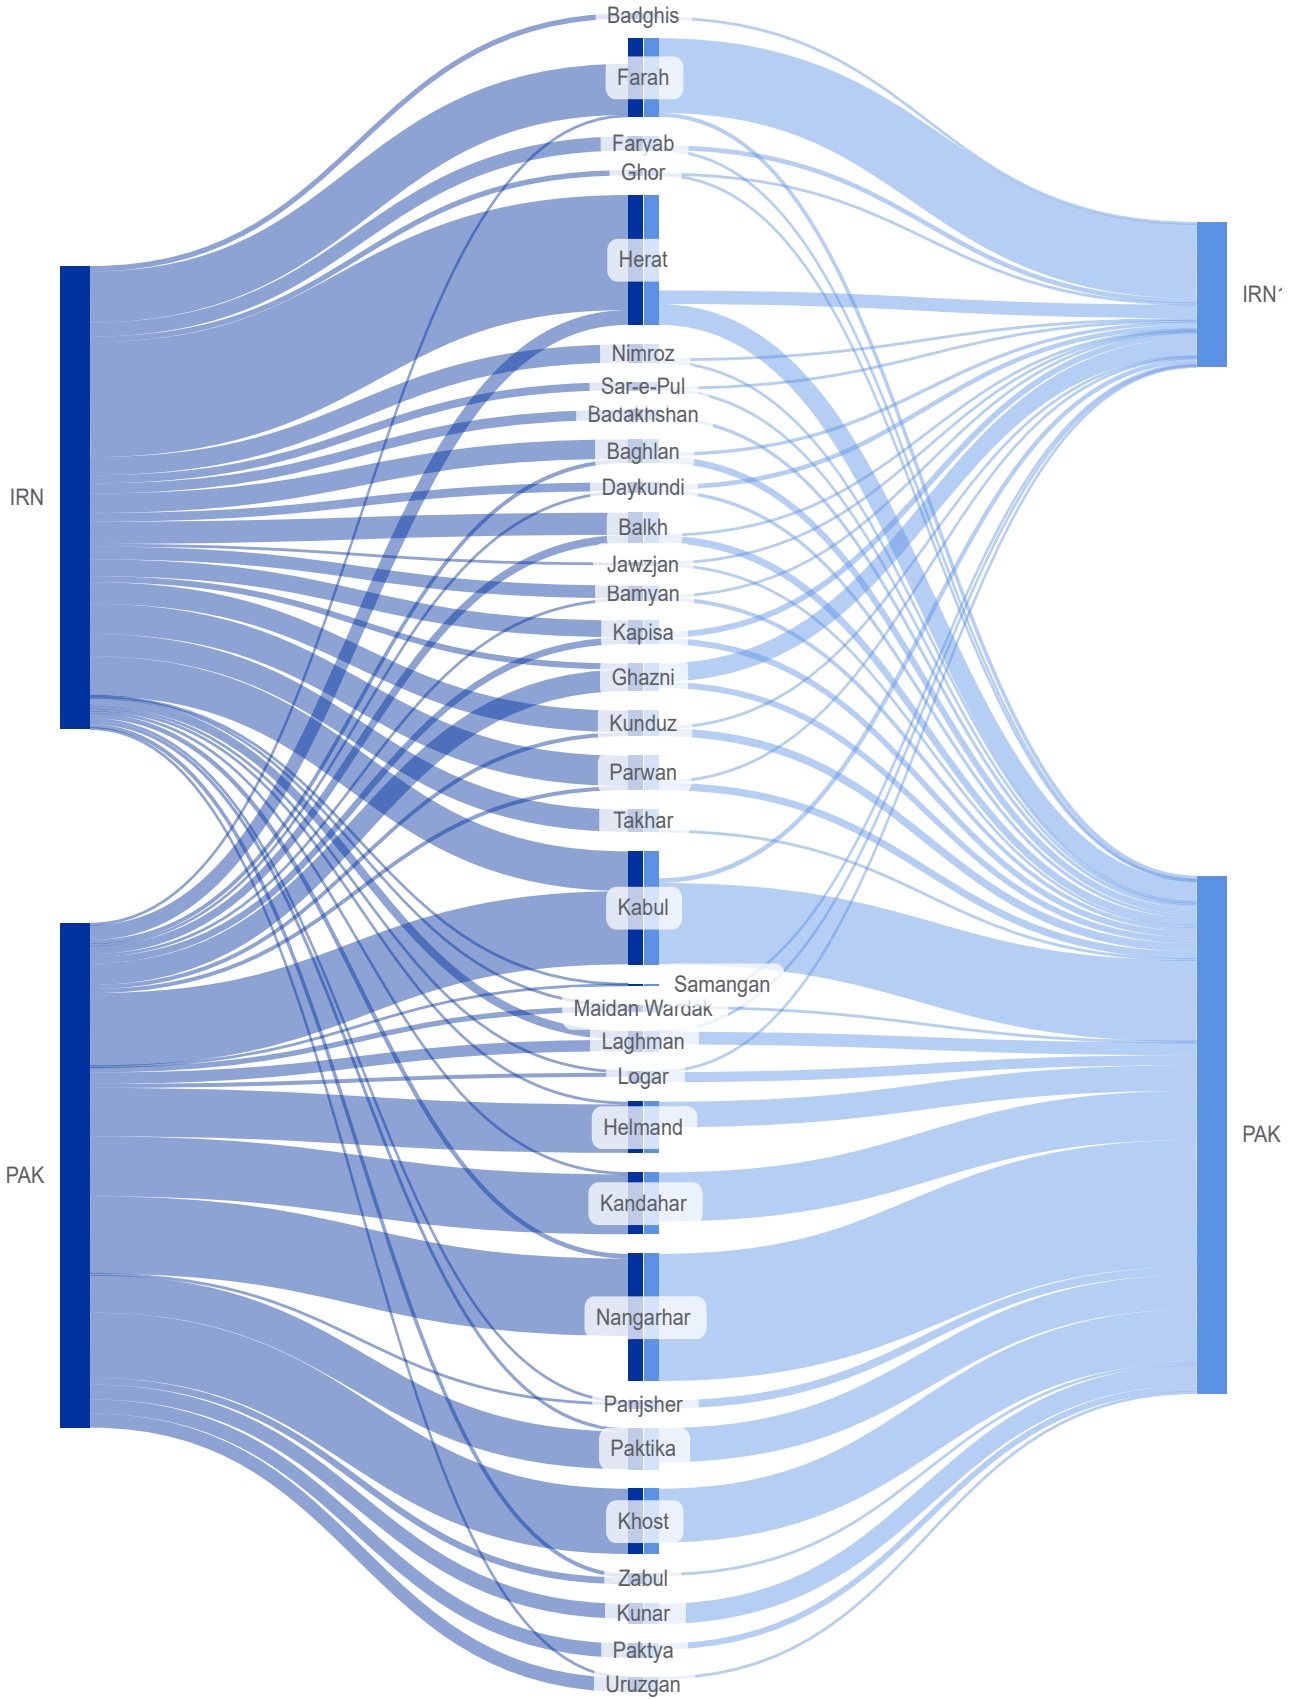 Badghis
Farah
Faryab
Ghor
Herat
IRN
Nimroz
Sar-e-Pul
Badakhshan
Baghlan
Daykundi
IRN
Balkh
Jawzjan
Bamyan
Kapisa
Ghazni
Kunduz
Parwan
Takhar
Kabul
Samangan
Maidan Wardak
Laghman
Logar
Helmand
PAK
PAK
Kandahar
Nangarhar
Panjsher
Paktika
Khost
Zabul
Kunar
Paktya
Uruzgan